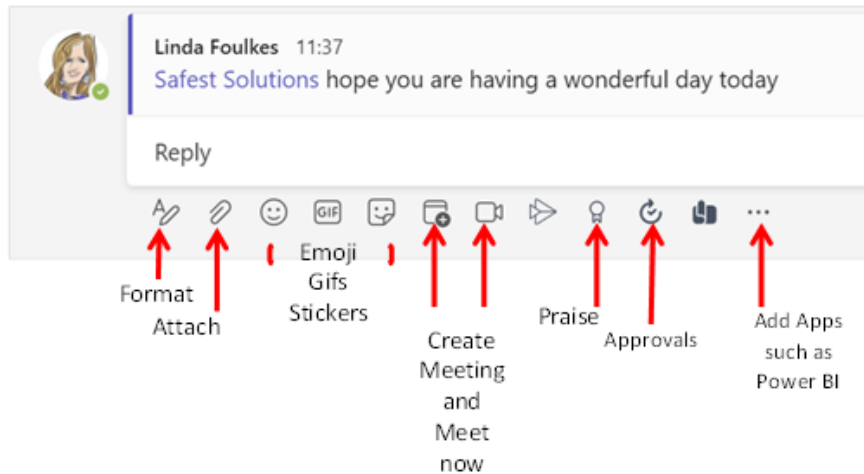 Linda Foulkes 11:37
Safest Solutions hope you are having a wonderful day today
Reply
GIF
Format
Attach
Emoji
Gifs
Stickers
Create
Meeting
and
Meet
now
Praise
Approvals
Add Apps
such as
Power BI